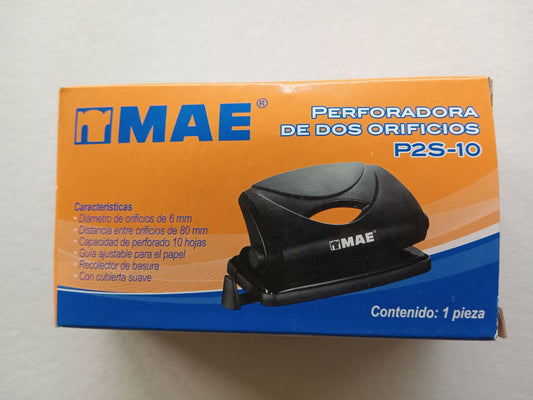 MAE®
PERFORADORA
DE DOS ORIFICIOS
P2S-10
Características
· Diámetro de orificios de 6 mm
· Distancia entre orificios de 80 mm
· Capacidad de perforado 10 hojas
· Guía ajustable para el papel
· Recolector de basura
· Con cubierta suave
MAE®
Contenido: 1 pieza